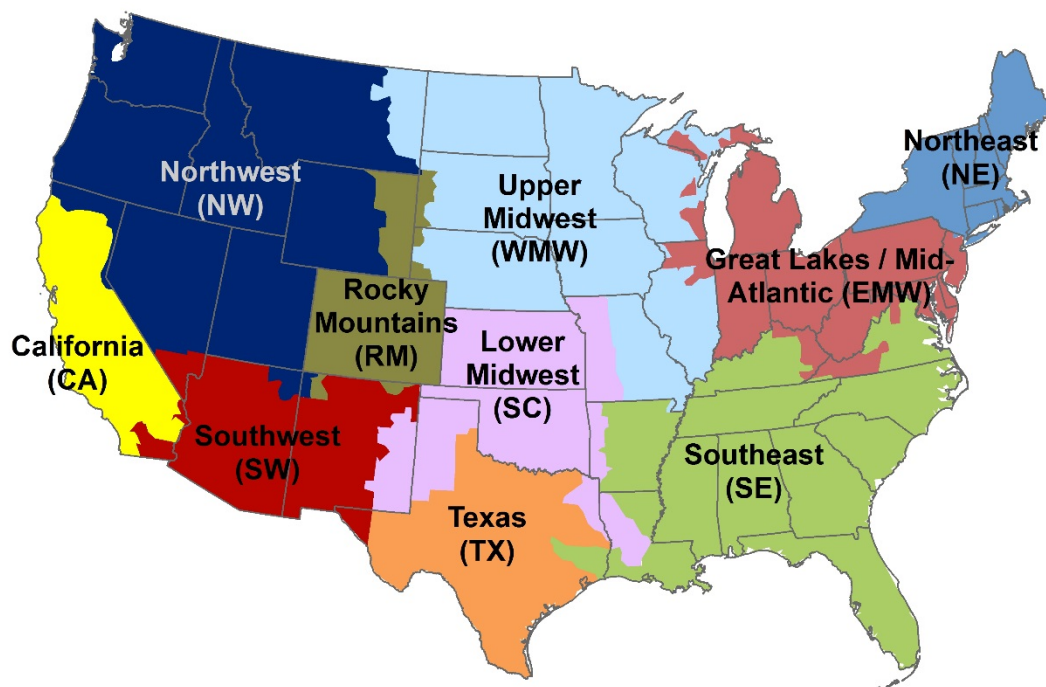 Northwest
(NW)
Upper
Midwest
(WMW)
Northeast
(NE)
Great Lakes / Mid-
Atlantic (EMW)
Rocky
Mountains
(RM)
California
(CA)
Lower
Midwest
(SC)
Southwest
(SW)
Southeast
(SE)
Texas
(TX)